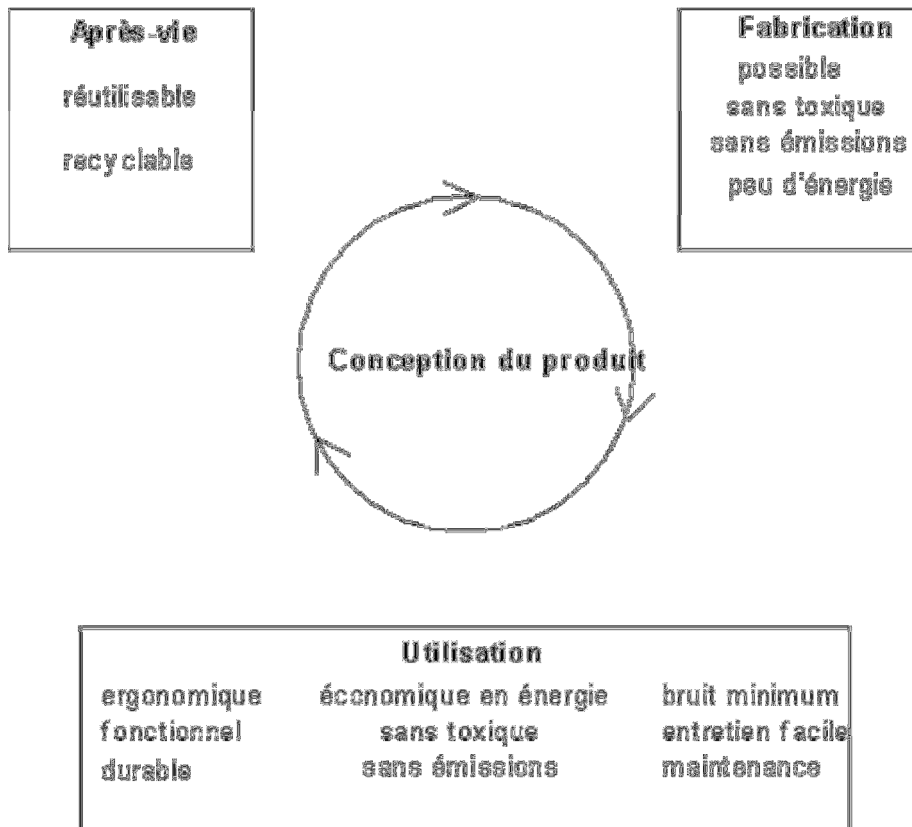 Après-vie
réutilisable
recyclable
Fabrication
possible
sans toxique
sans émissions
peu d'énergie
Conception du produit
Utilisation
ergonomique économique en énergie bruit minimum
fonctionnel sans toxique entretien facile
durable sans émissions maintenance